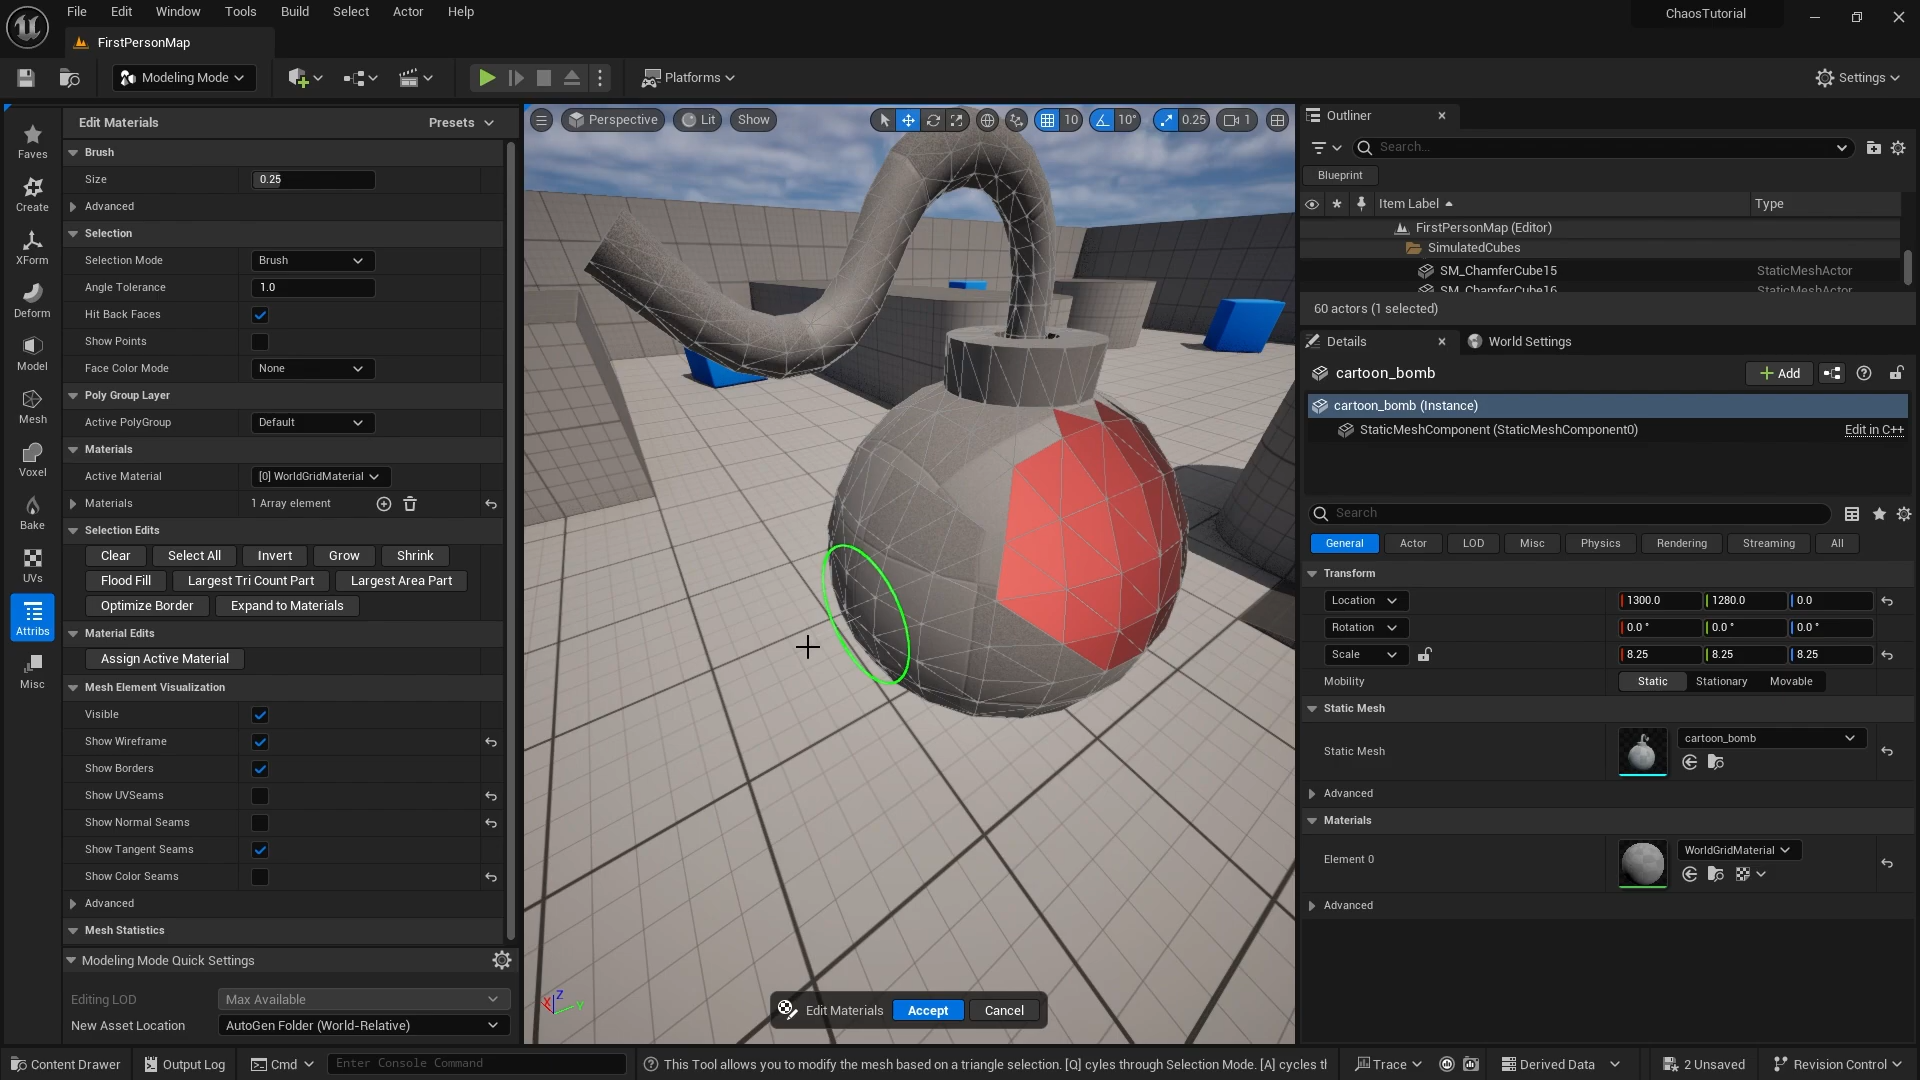 File Edit Window Tools Build Select Actor Help
ChaosTutorial
FirstPersonMap
Modeling Mode
Platforms
Settings
Faves
Create
XForm
Deform
Model
Mesh
Voxel
Bake
UVs
Attribs
Misc
Edit Materials Presets
Brush
Size 0.25
Advanced
Selection
Selection Mode Brush
Angle Tolerance 1.0
Hit Back Faces
Show Points
Face Color Mode None
Poly Group Layer
Active PolyGroup Default
Materials
Active Material [0] WorldGridMaterial
Materials 1 Array element
Selection Edits
Clear Select All Invert Grow Shrink
Flood Fill Largest Tri Count Part Largest Area Part
Optimize Border Expand to Materials
Material Edits
Assign Active Material
Mesh Element Visualization
Visible
Show Wireframe
Show Borders
Show UVSeams
Show Normal Seams
Show Tangent Seams
Show Color Seams
Advanced
Mesh Statistics
Modeling Mode Quick Settings
Editing LOD Max Available
New Asset Location AutoGen Folder (World-Relative)
Perspective Lit Show 10 10° 0.25 1
X Z Y
Edit Materials Accept Cancel
Outliner
Search...
Blueprint
Item Label Type
FirstPersonMap (Editor)
SimulatedCubes
SM_ChamferCube15 StaticMeshActor
SM_ChamferCube16 StaticMeshActor
60 actors (1 selected)
Details World Settings
cartoon_bomb Add
cartoon_bomb (Instance)
StaticMeshComponent (StaticMeshComponent0) Edit in C++
Search
General Actor LOD Misc Physics Rendering Streaming All
Transform
Location 1300.0 1280.0 0.0
Rotation 0.0 ° 0.0 ° 0.0 °
Scale 8.25 8.25 8.25
Mobility Static Stationary Movable
Static Mesh
Static Mesh cartoon_bomb
Advanced
Materials
Element 0 WorldGridMaterial
Advanced
Content Drawer Output Log Cmd Enter Console Command This Tool allows you to modify the mesh based on a triangle selection. [Q] cyles through Selection Mode. [A] cycles tl Trace Derived Data 2 Unsaved Revision Control